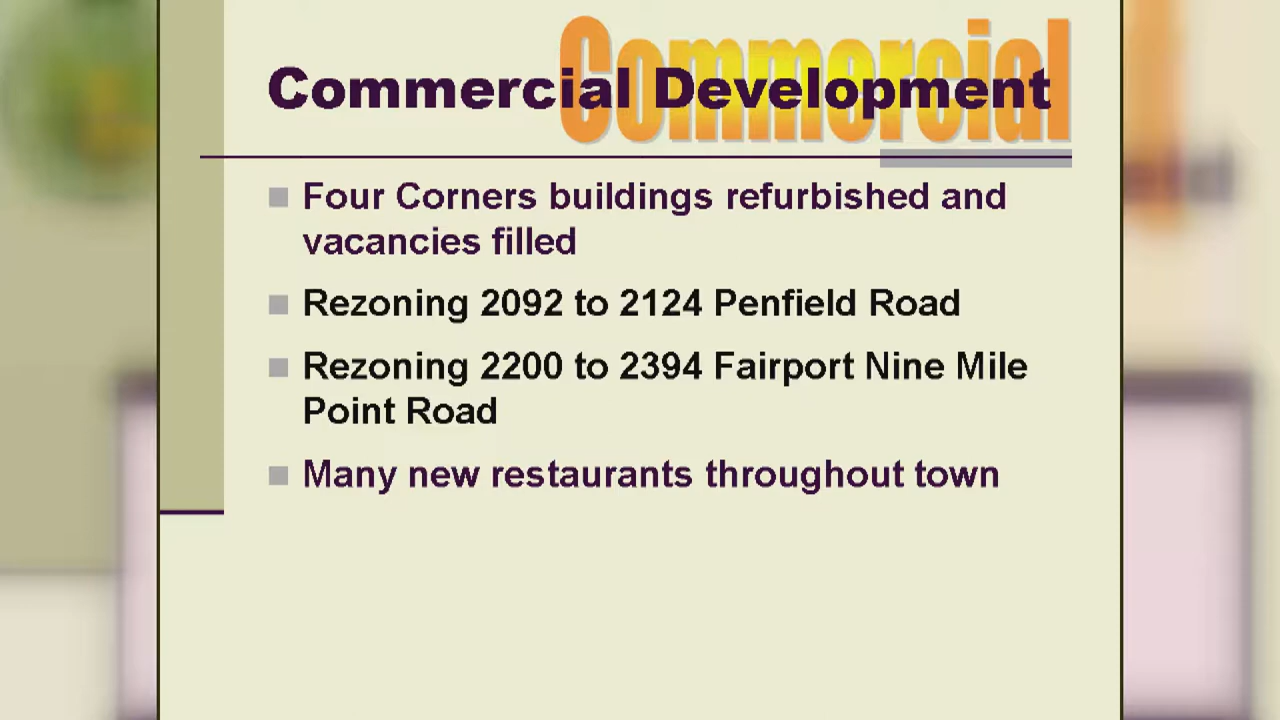 Commercial
Commercial Development
Four Corners buildings refurbished and
vacancies filled
Rezoning 2092 to 2124 Penfield Road
Rezoning 2200 to 2394 Fairport Nine Mile
Point Road
Many new restaurants throughout town